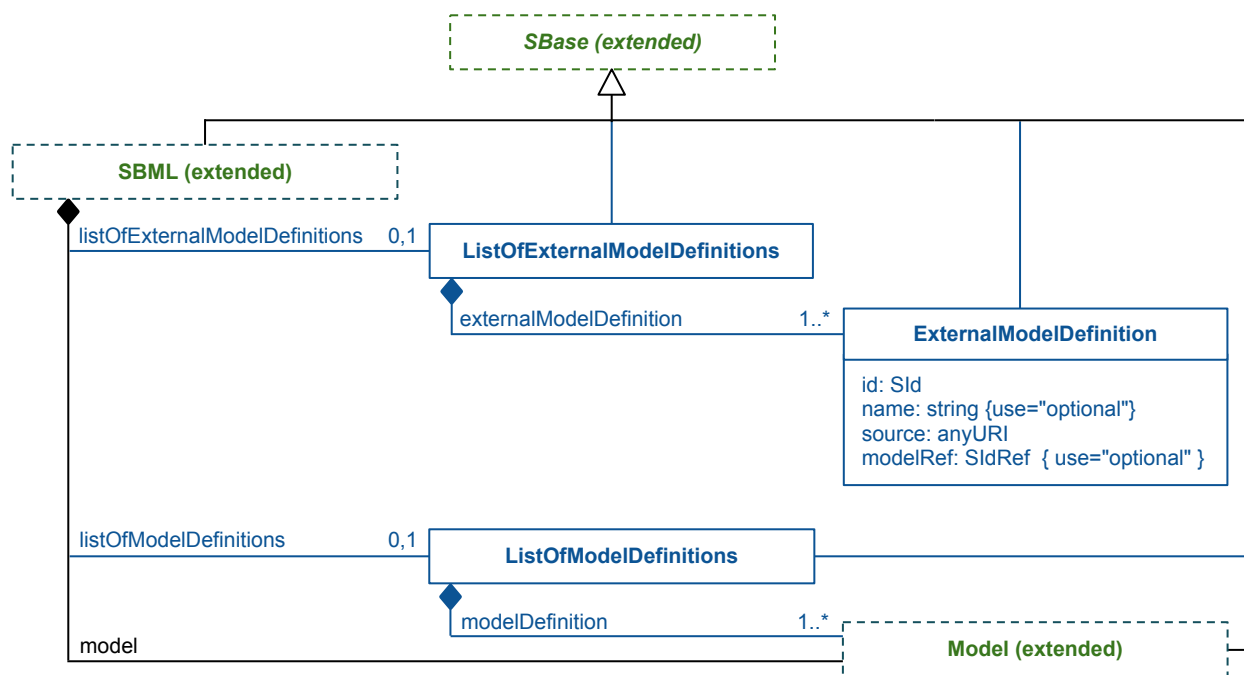 SBase (extended)
SBML (extended)
listOfExternalModelDefinitions 0,1
ListOfExternalModelDefinitions
externalModelDefinition 1..*
ExternalModelDefinition
id: SId
name: string {use="optional"}
source: anyURI
modelRef: SIdRef { use="optional" }
listOfModelDefinitions 0,1
ListOfModelDefinitions
modelDefinition 1..*
model
Model (extended)